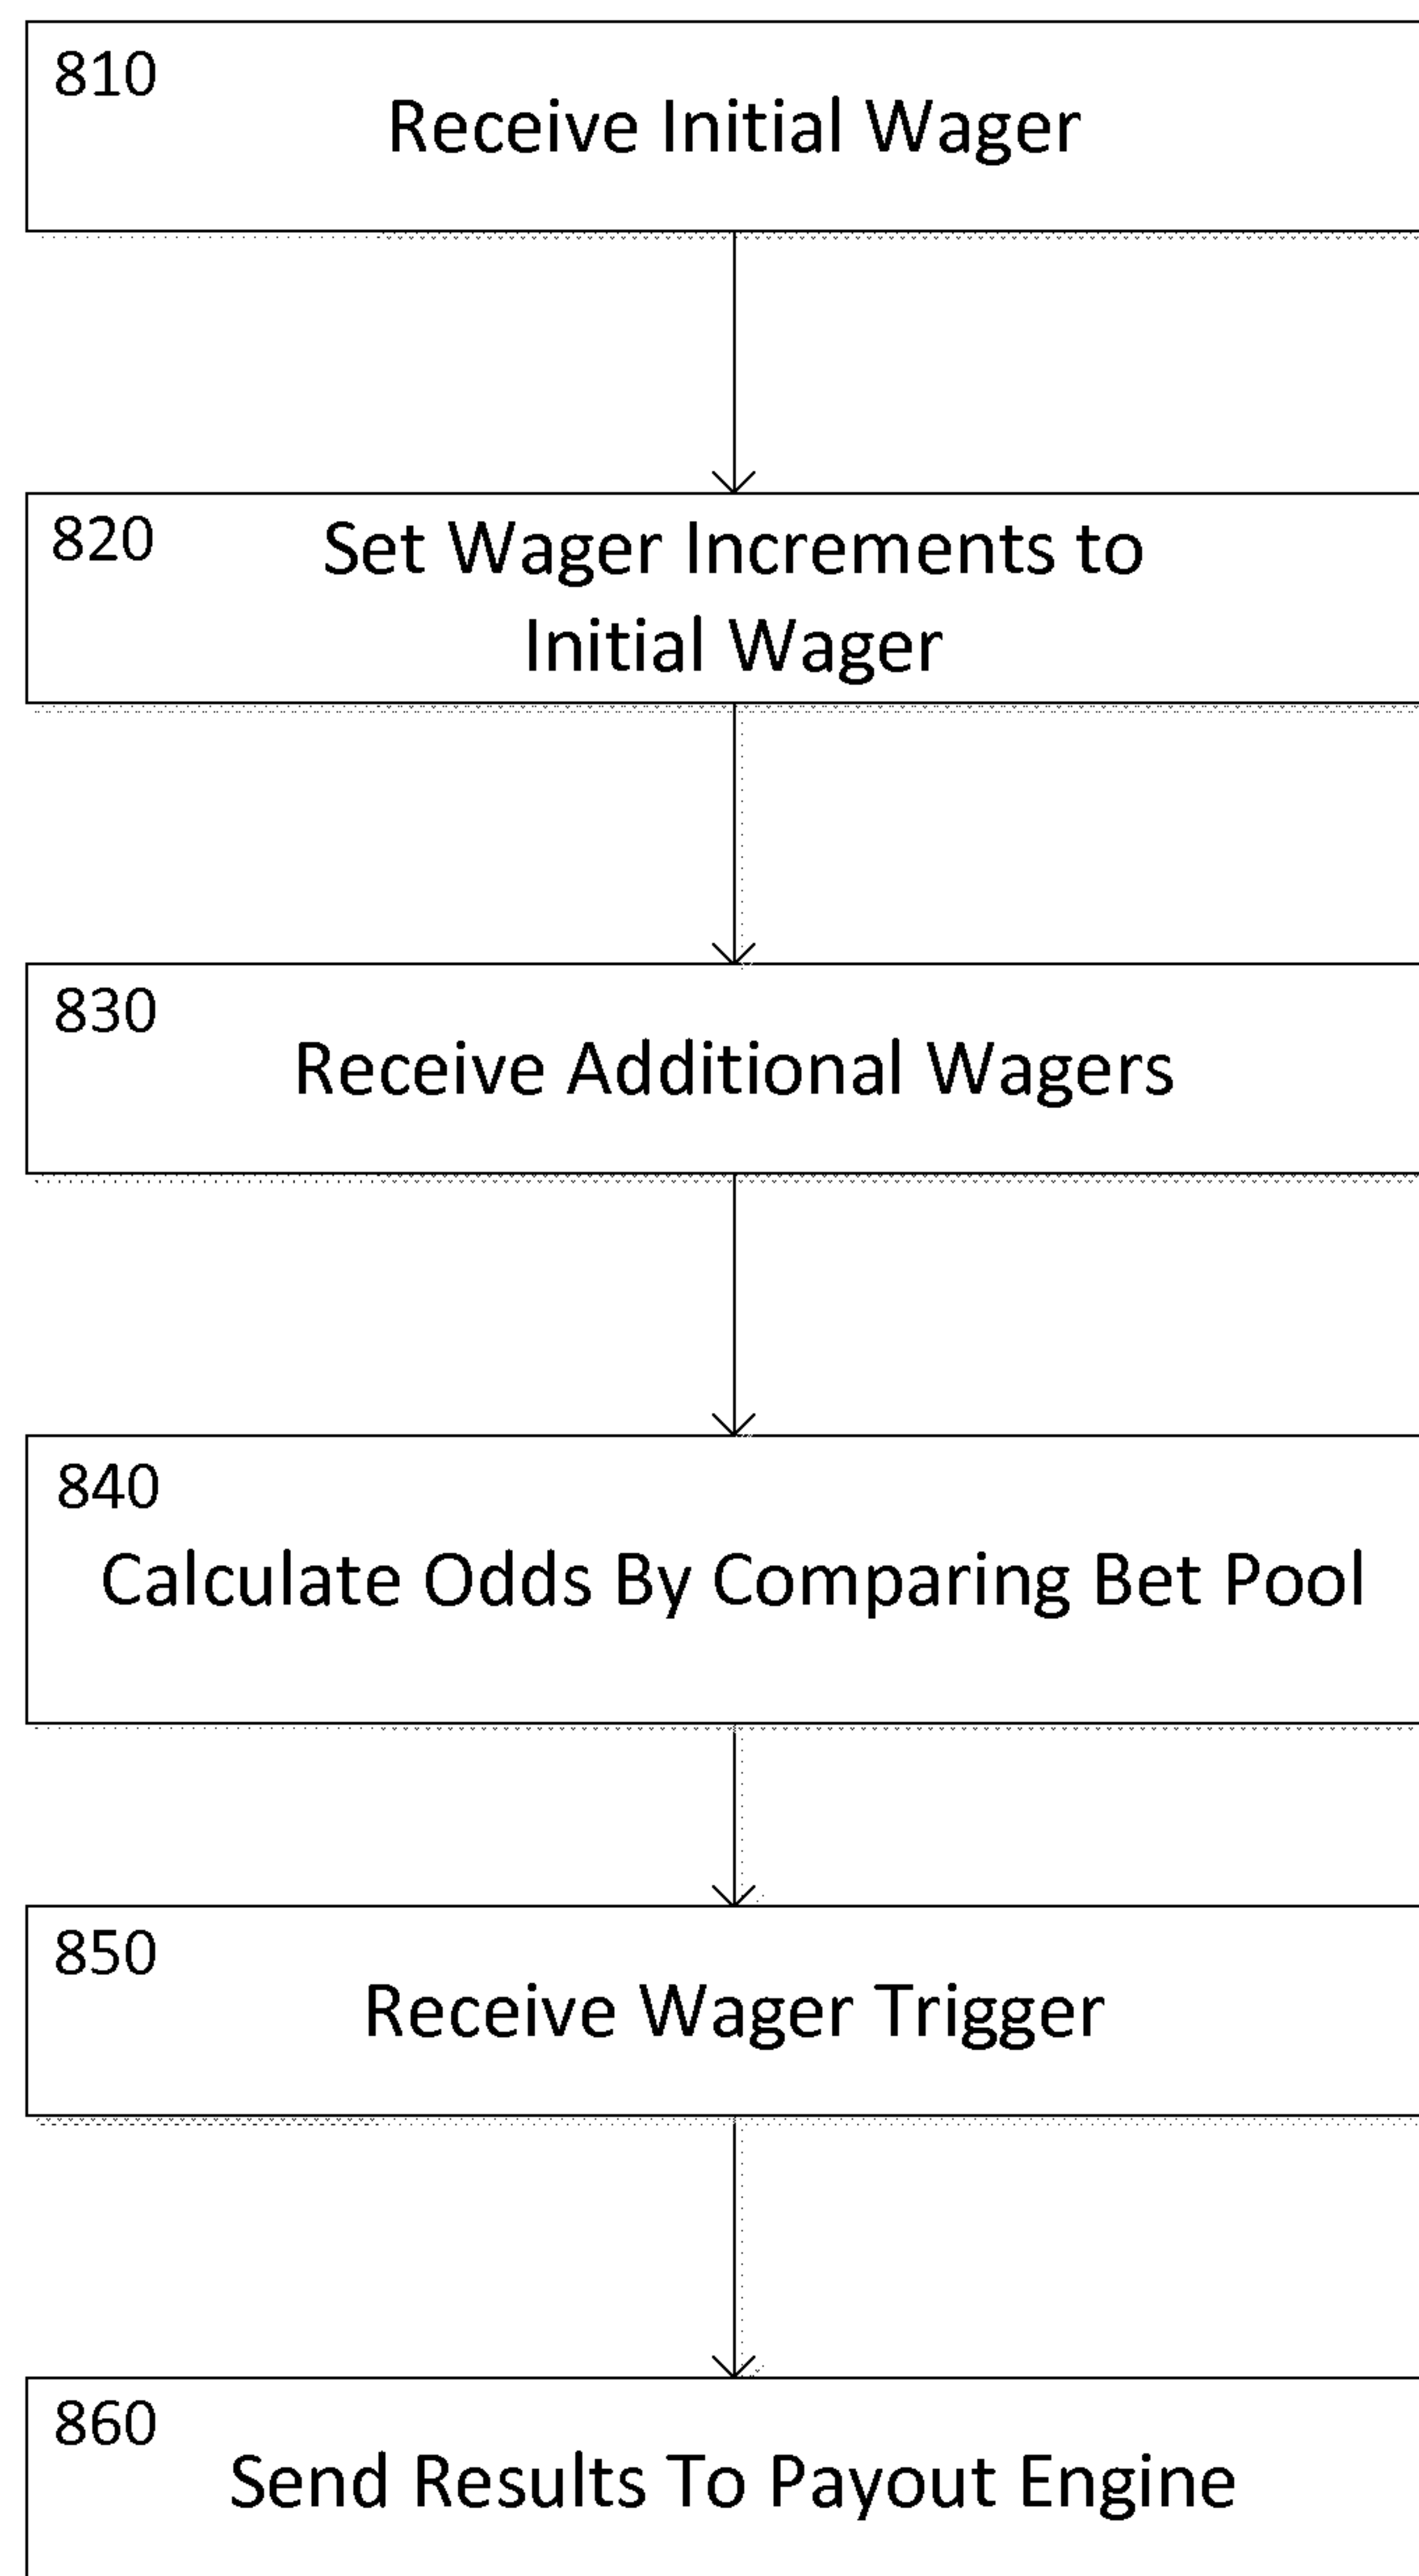 810
Receive Initial Wager
820
Set Wager Increments to
Initial Wager
830
Receive Additional Wagers
840
Calculate Odds By Comparing Bet Pool
850
Receive Wager Trigger
860
Send Results To Payout Engine